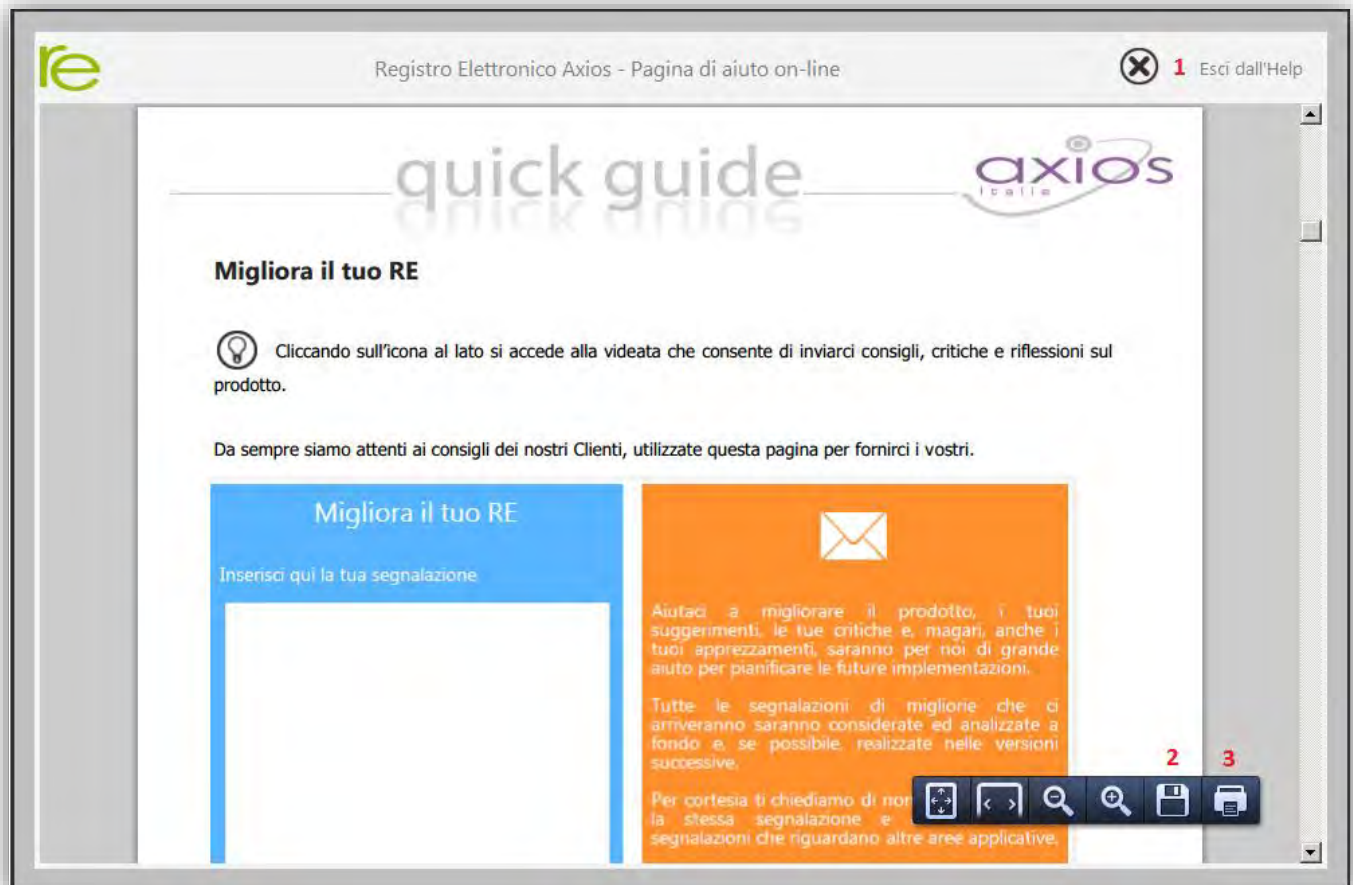 re
Registro Elettronico Axios - Pagina di aiuto on-line
1 Esci dall'Help
quick guide
axios
italia
Migliora il tuo RE
Cliccando sull'icona al lato si accede alla videata che consente di inviarci consigli, critiche e riflessioni sul
prodotto.
Da sempre siamo attenti ai consigli dei nostri Clienti, utilizzate questa pagina per fornirci i vostri.
Migliora il tuo RE
Inserisci qui la tua segnalazione
Aiutaci a migliorare il prodotto, i tuoi
suggerimenti, le tue critiche e, magari, anche i
tuoi apprezzamenti, saranno per noi di grande
aiuto per pianificare le future implementazioni.
Tutte le segnalazioni di migliorie che ci
arriveranno saranno considerate ed analizzate a
fondo e, se possibile, realizzate nelle versioni
successive.
Per cortesia ti chiediamo di non
la stessa segnalazione e
segnalazioni che riguardano altre aree applicative.
2 3